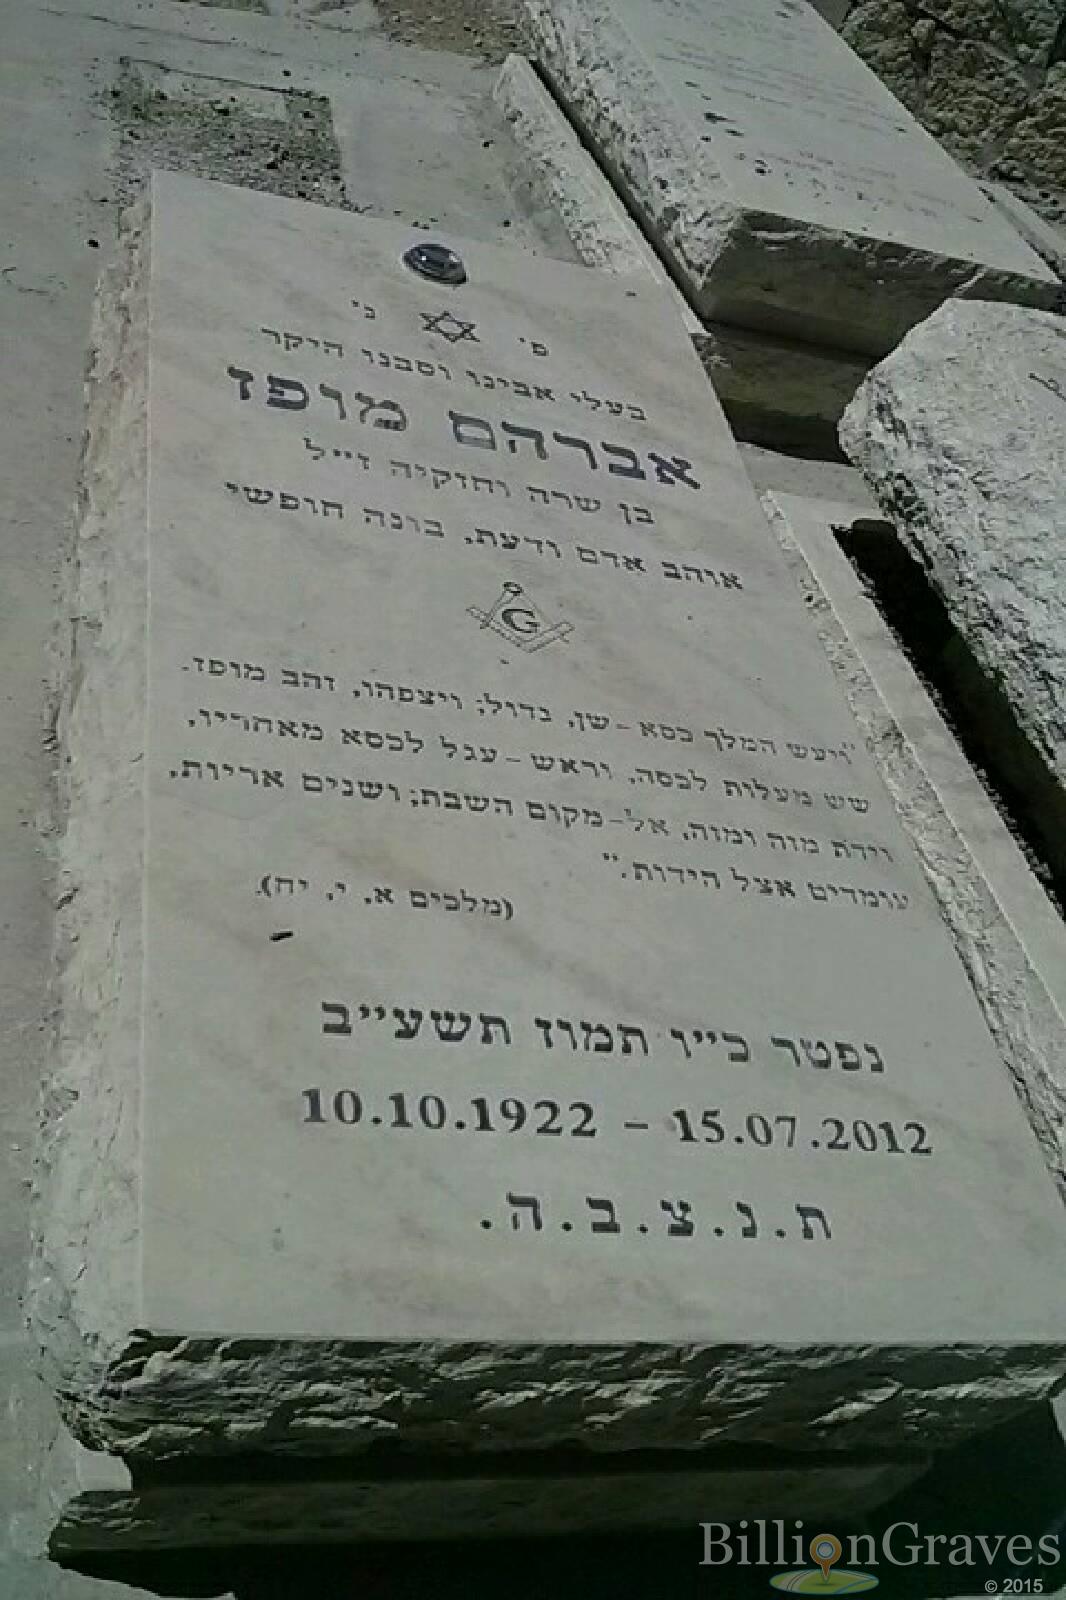 פ' נ'
בעלי אבינו וסבנו היקר
אברהם מופז
בן שרה וחזקיה ז״ל
אוהב אדם ודעת, בונה חופשי
G
"ויעש המלך כסא-שן, גדול; ויצפהו, זהב מופז.
שש מעלות לכסה, וראש-עגל לכסא מאחריו,
וידת מזה ומזה, אל-מקום השבת; ושנים אריות,
עומדים אצל הידות."
(מלכים א, י, יח).
נפטר כ״ו תמוז תשע״ב
10.10.1922 – 15.07.2012
ת.נ.צ.ב.ה.
BillionGraves
© 2015